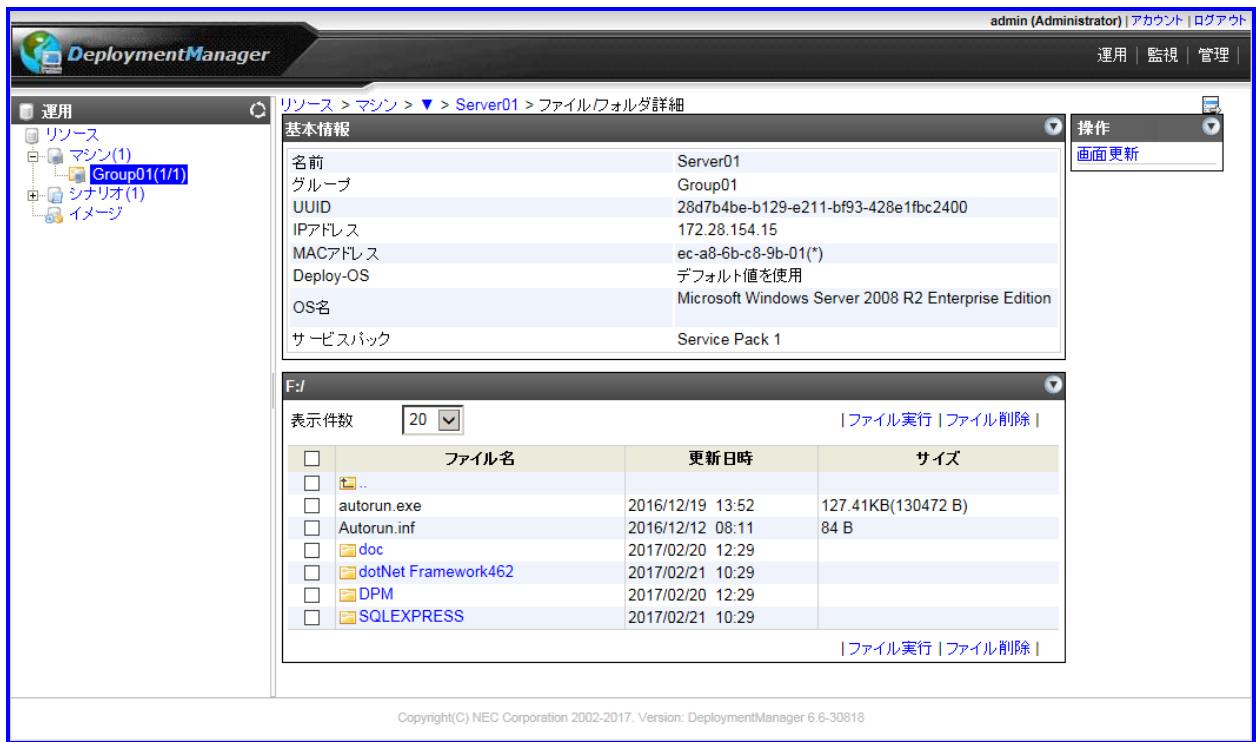 admin (Administrator) | アカウント | ログアウト
DeploymentManager
運用 | 監視 | 管理 |
運用
リソース
マシン(1)
Group01(1/1)
シナリオ(1)
イメージ
リソース > マシン > ▼ > Server01 > ファイル/フォルダ詳細
基本情報
名前 Server01
グループ Group01
UUID 28d7b4be-b129-e211-bf93-428e1fbc2400
IPアドレス 172.28.154.15
MACアドレス ec-a8-6b-c8-9b-01(*)
Deploy-OS デフォルト値を使用
OS名 Microsoft Windows Server 2008 R2 Enterprise Edition
サービスパック Service Pack 1
操作
画面更新
F:/
表示件数 20 | ファイル実行 | ファイル削除 |
ファイル名 更新日時 サイズ
..
autorun.exe 2016/12/19 13:52 127.41KB(130472 B)
Autorun.inf 2016/12/12 08:11 84 B
doc 2017/02/20 12:29
dotNet Framework462 2017/02/21 10:29
DPM 2017/02/20 12:29
SQLEXPRESS 2017/02/21 10:29
| ファイル実行 | ファイル削除 |
Copyright(C) NEC Corporation 2002-2017. Version: DeploymentManager 6.6-30818